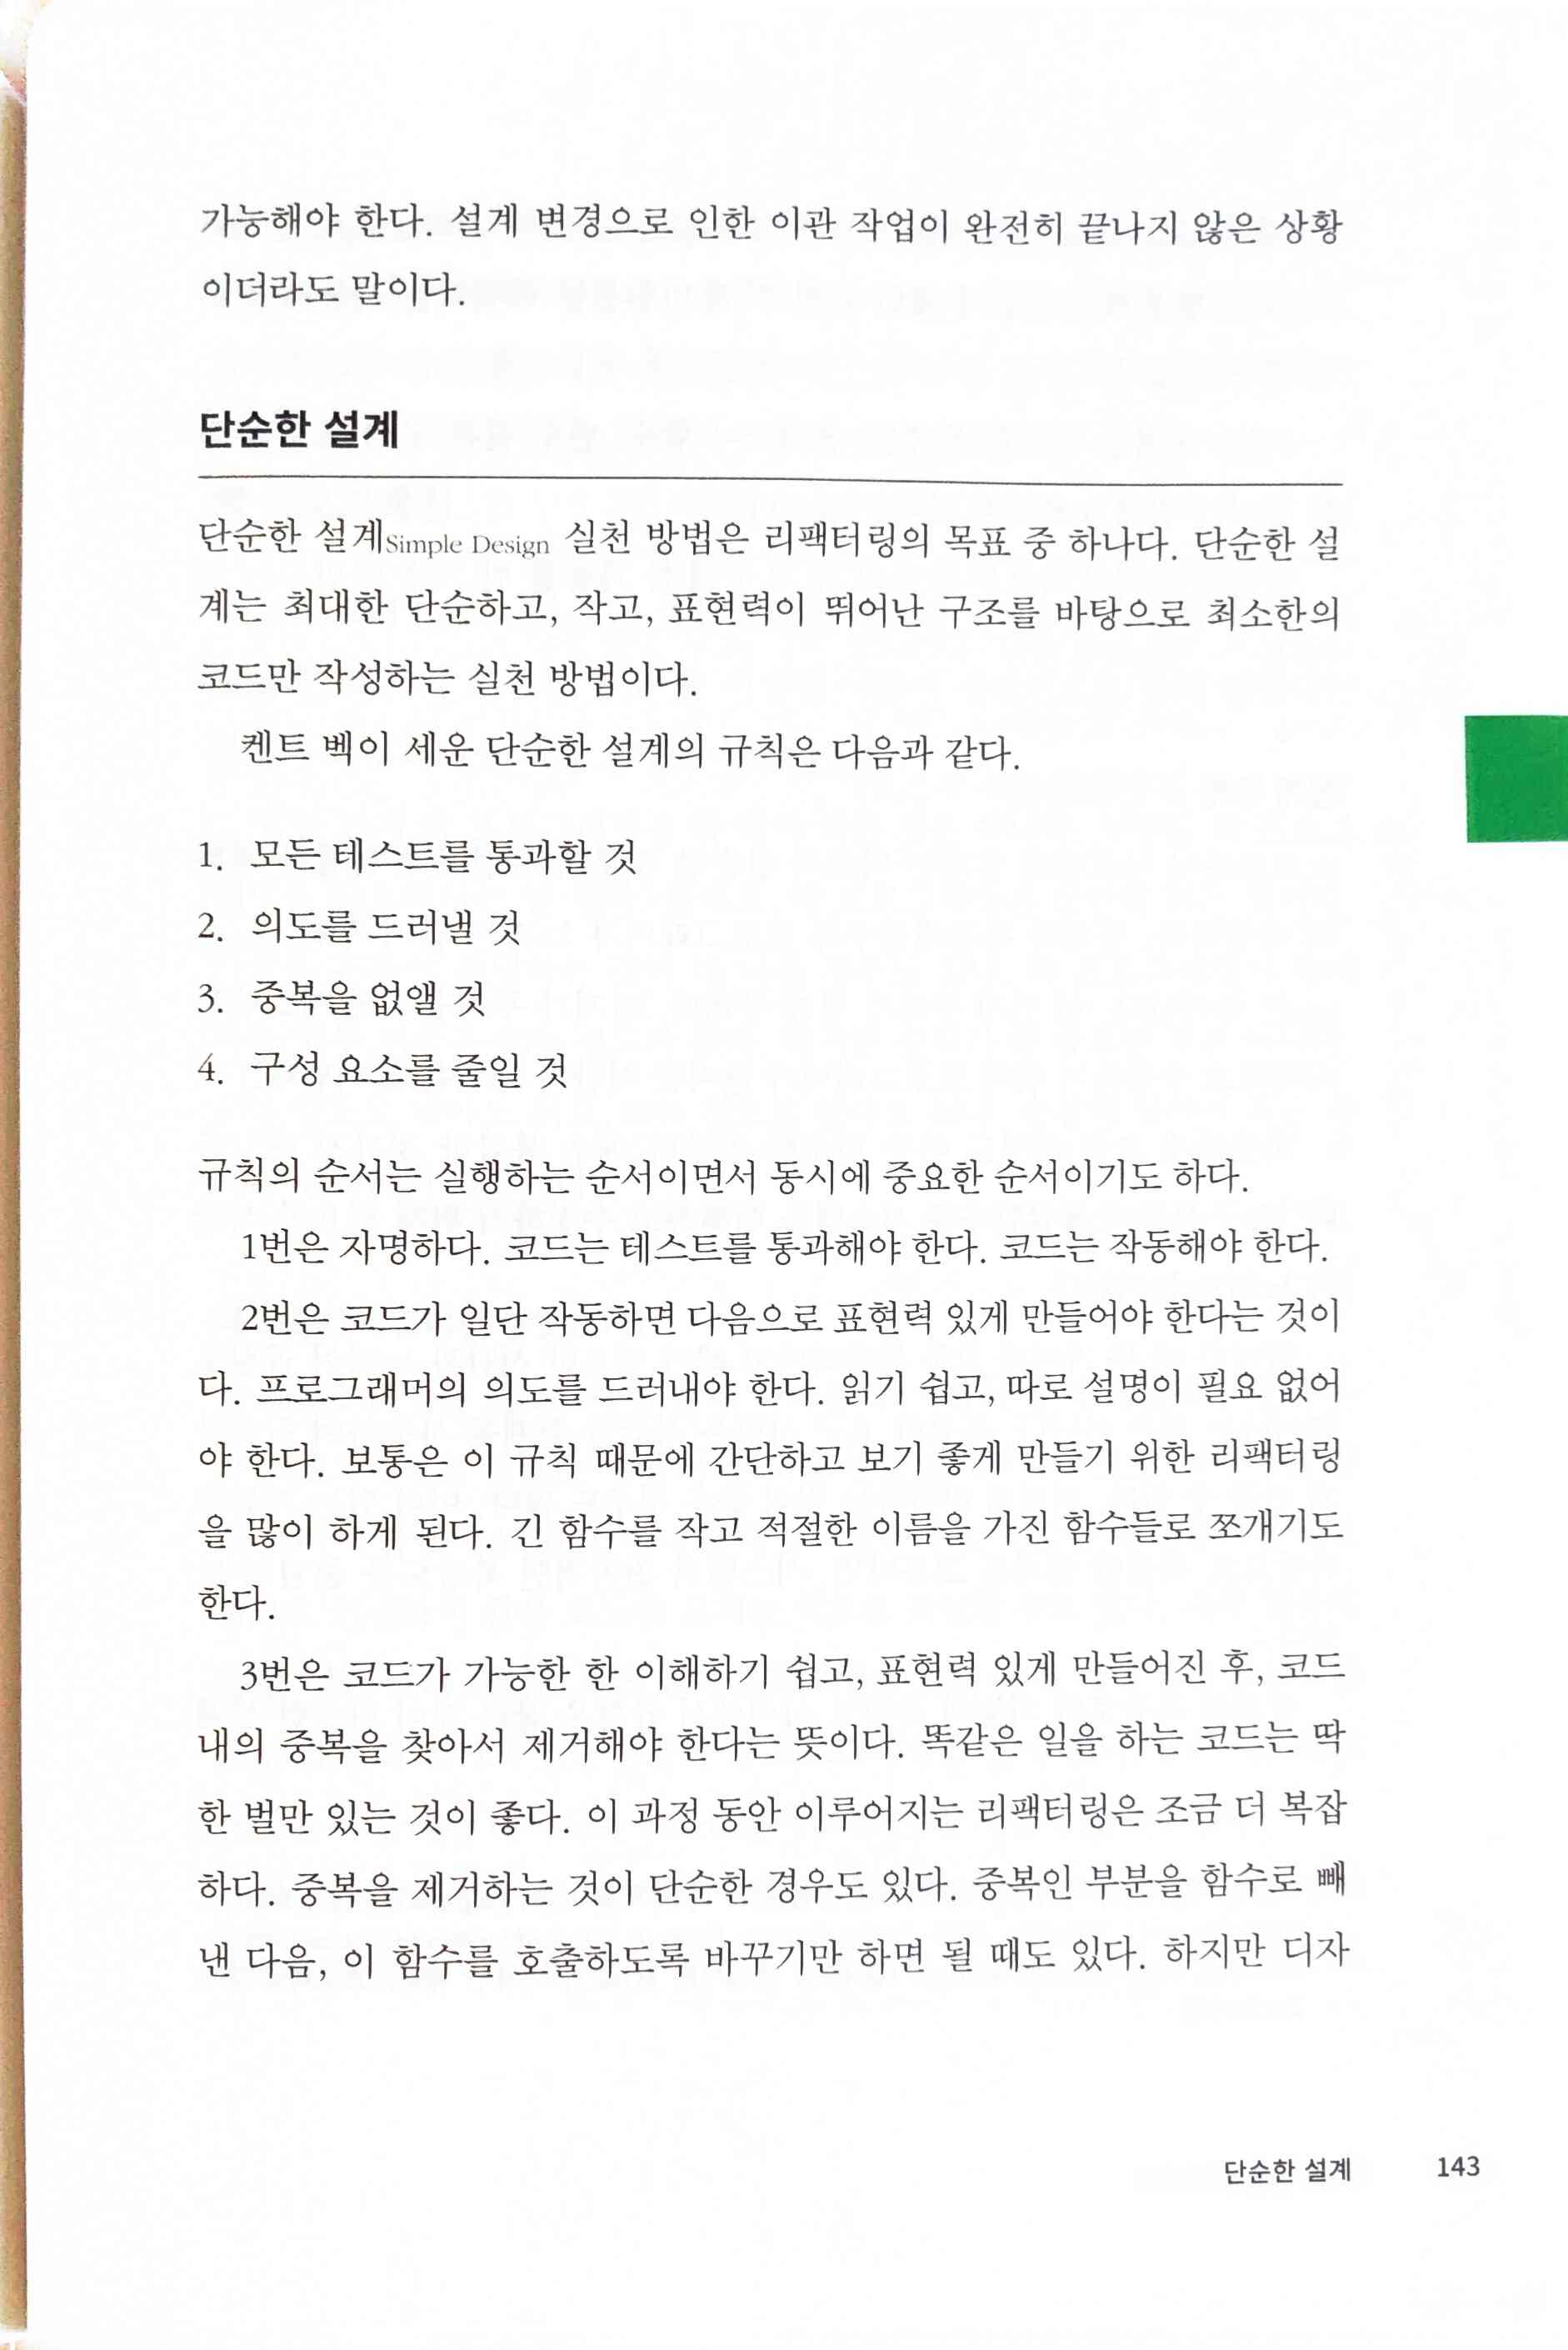 가능해야 한다. 설계 변경으로 인한 이관 작업이 완전히 끝나지 않은 상황
이더라도 말이다.
단순한 설계
단순한 설계Simple Design 실천 방법은 리팩터링의 목표 중 하나다. 단순한 설
계는 최대한 단순하고, 작고, 표현력이 뛰어난 구조를 바탕으로 최소한의
코드만 작성하는 실천 방법이다.
켄트 벡이 세운 단순한 설계의 규칙은 다음과 같다.
1. 모든 테스트를 통과할 것
2. 의도를 드러낼 것
3. 중복을 없앨 것
4. 구성 요소를 줄일 것
규칙의 순서는 실행하는 순서이면서 동시에 중요한 순서이기도 하다.
1번은 자명하다. 코드는 테스트를 통과해야 한다. 코드는 작동해야 한다.
2번은 코드가 일단 작동하면 다음으로 표현력 있게 만들어야 한다는 것이
다. 프로그래머의 의도를 드러내야 한다. 읽기 쉽고, 따로 설명이 필요 없어
야 한다. 보통은 이 규칙 때문에 간단하고 보기 좋게 만들기 위한 리팩터링
을 많이 하게 된다. 긴 함수를 작고 적절한 이름을 가진 함수들로 쪼개기도
한다.
3번은 코드가 가능한 한 이해하기 쉽고, 표현력 있게 만들어진 후, 코드
내의 중복을 찾아서 제거해야 한다는 뜻이다. 똑같은 일을 하는 코드는 딱
한 벌만 있는 것이 좋다. 이 과정 동안 이루어지는 리팩터링은 조금 더 복잡
하다. 중복을 제거하는 것이 단순한 경우도 있다. 중복인 부분을 함수로 빼
낸 다음, 이 함수를 호출하도록 바꾸기만 하면 될 때도 있다. 하지만 디자
단순한 설계 143